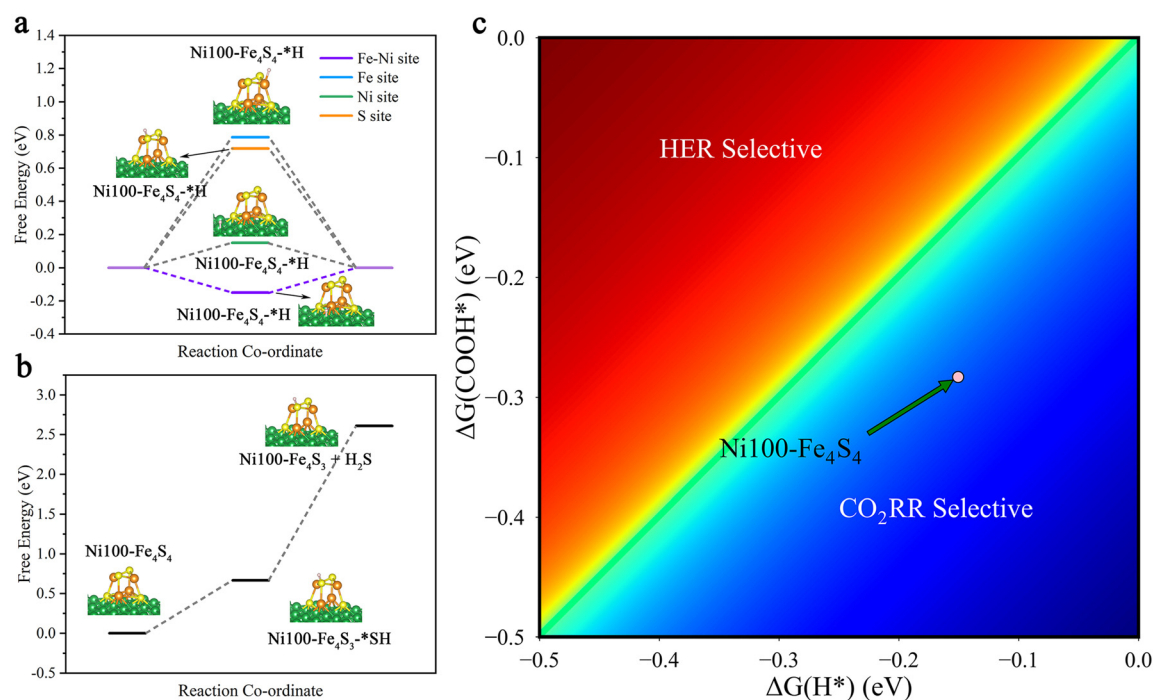 a
1.4
1.2
1.0
0.8
0.6
0.4
0.2
0.0
-0.2
-0.4
Free Energy (eV)
Ni100-Fe₄S₄-*H
Fe-Ni site
Fe site
Ni site
S site
Ni100-Fe₄S₄-*H
Ni100-Fe₄S₄-*H
Ni100-Fe₄S₄-*H
Reaction Co-ordinate
b
3.0
2.5
2.0
1.5
1.0
0.5
0.0
-0.5
Free Energy (eV)
Ni100-Fe₄S₃ + H₂S
Ni100-Fe₄S₄
Ni100-Fe₄S₃-*SH
Reaction Co-ordinate
c
0.0
−0.1
−0.2
−0.3
−0.4
−0.5
ΔG(COOH*) (eV)
HER Selective
Ni100-Fe₄S₄
CO₂RR Selective
−0.5
−0.4
−0.3
−0.2
−0.1
0.0
ΔG(H*) (eV)